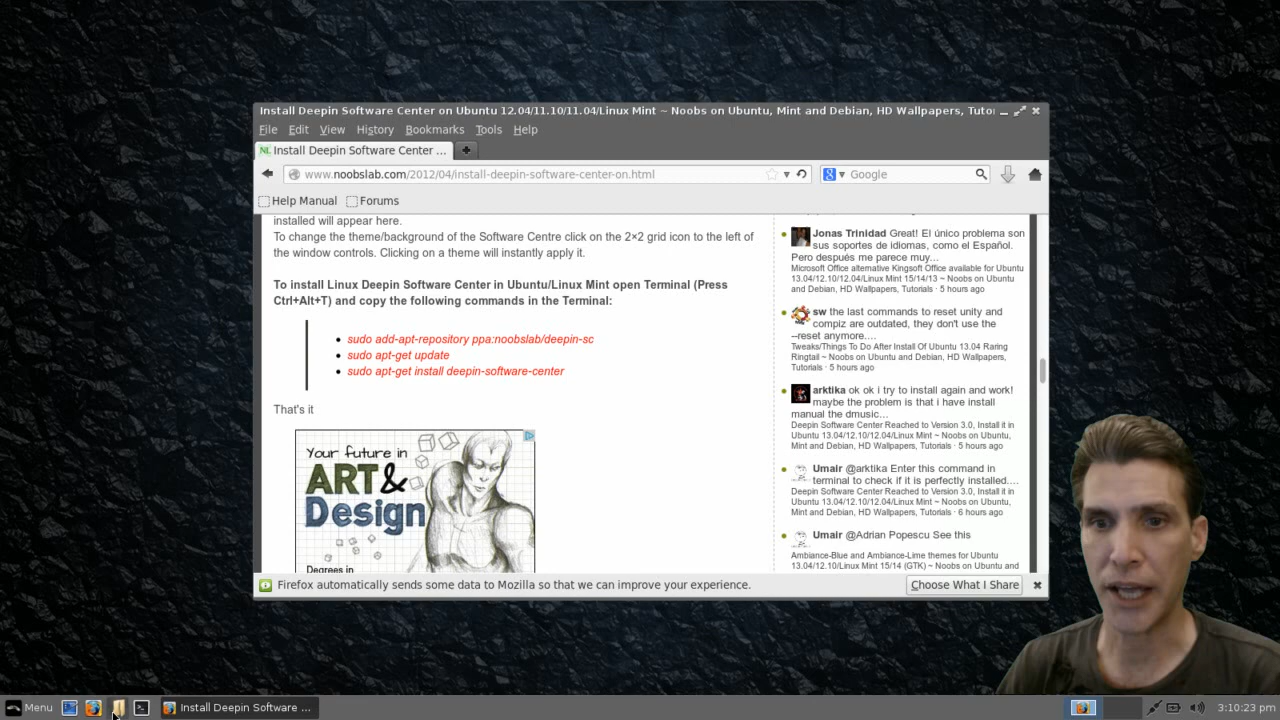 Install Deepin Software Center on Ubuntu 12.04/11.10/11.04/Linux Mint ~ Noobs on Ubuntu, Mint and Debian, HD Wallpapers, Tutor
File Edit View History Bookmarks Tools Help
Install Deepin Software Center ...
www.noobslab.com/2012/04/install-deepin-software-center-on.html
Google
Help Manual Forums
installed will appear here.
To change the theme/background of the Software Centre click on the 2×2 grid icon to the left of
the window controls. Clicking on a theme will instantly apply it.
To install Linux Deepin Software Center in Ubuntu/Linux Mint open Terminal (Press
Ctrl+Alt+T) and copy the following commands in the Terminal:
• sudo add-apt-repository ppa:noobslab/deepin-sc
• sudo apt-get update
• sudo apt-get install deepin-software-center
That's it
Your future in
ART &
Design
Degrees in
Jonas Trinidad Great! El único problema son
sus soportes de idiomas, como el Español.
Pero después me parece muy...
Microsoft Office alternative Kingsoft Office available for Ubuntu
13.04/12.10/12.04/Linux Mint 15/14/13 ~ Noobs on Ubuntu
and Debian, HD Wallpapers, Tutorials · 5 hours ago
sw the last commands to reset unity and
compiz are outdated, they don't use the
--reset anymore....
Tweaks/Things To Do After Install Of Ubuntu 13.04 Raring
Ringtail ~ Noobs on Ubuntu and Debian, HD Wallpapers,
Tutorials · 5 hours ago
arktika ok ok i try to install again and work!
maybe the problem is that i have install
manual the dmusic...
Deepin Software Center Reached to Version 3.0, Install it in
Ubuntu 13.04/12.10/12.04/Linux Mint ~ Noobs on Ubuntu,
Mint and Debian, HD Wallpapers, Tutorials · 5 hours ago
Umair @arktika Enter this command in
terminal to check if it is perfectly installed....
Deepin Software Center Reached to Version 3.0, Install it in
Ubuntu 13.04/12.10/12.04/Linux Mint ~ Noobs on Ubuntu,
Mint and Debian, HD Wallpapers, Tutorials · 6 hours ago
Umair @Adrian Popescu See this
Ambiance-Blue and Ambiance-Lime themes for Ubuntu
13.04/12.10/Linux Mint 15/14 (GTK) ~ Noobs on Ubuntu and
Firefox automatically sends some data to Mozilla so that we can improve your experience.
Choose What I Share
Menu
Install Deepin Software ...
3:10:23 pm